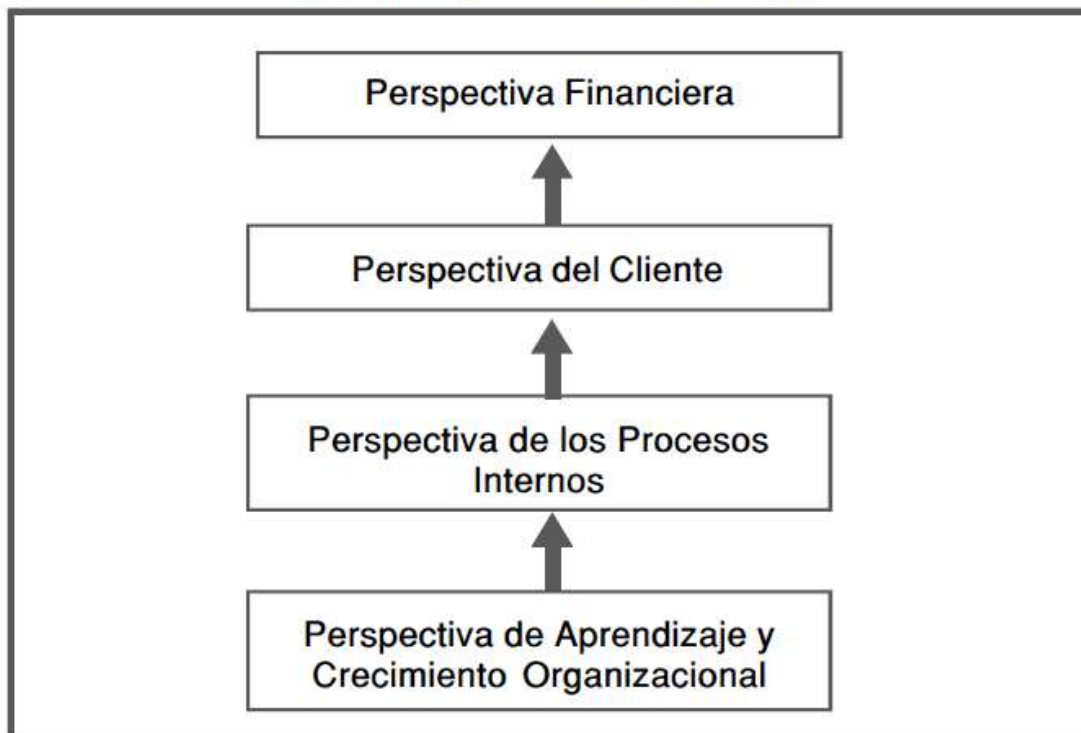 Perspectiva Financiera
Perspectiva del Cliente
Perspectiva de los Procesos
Internos
Perspectiva de Aprendizaje y
Crecimiento Organizacional